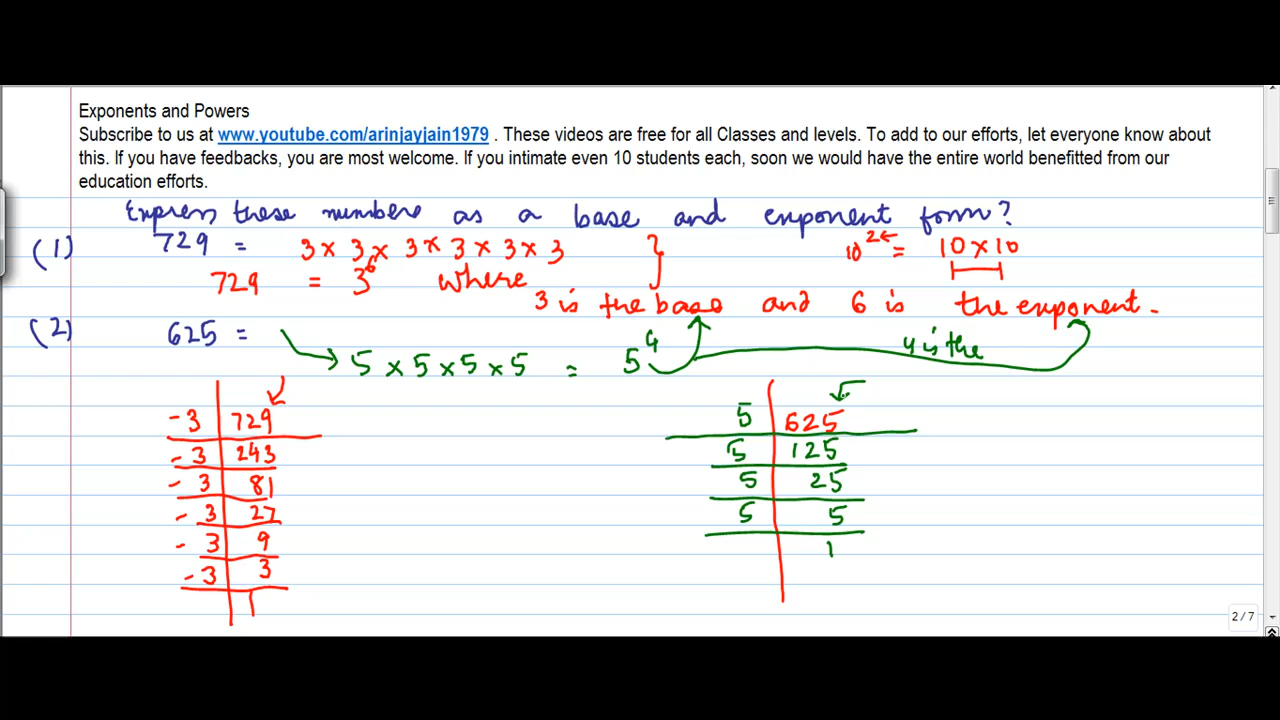 Exponents and Powers
Subscribe to us at www.youtube.com/arinjayjain1979 . These videos are free for all Classes and levels. To add to our efforts, let everyone know about
this. If you have feedbacks, you are most welcome. If you intimate even 10 students each, soon we would have the entire world benefitted from our
education efforts.
Express these numbers as a base and exponent form?
(1) 729 = 3 × 3 × 3 × 3 × 3 × 3 } 10² = 10 × 10
729 = 3⁶ where
3 is the base and 6 is the exponent.
(2) 625 =
4 is the
5 × 5 × 5 × 5 = 5⁴
- 3 | 729
- 3 | 243
- 3 | 81
- 3 | 27
- 3 | 9
- 3 | 3
1
5 | 625
5 | 125
5 | 25
5 | 5
1
2 / 7